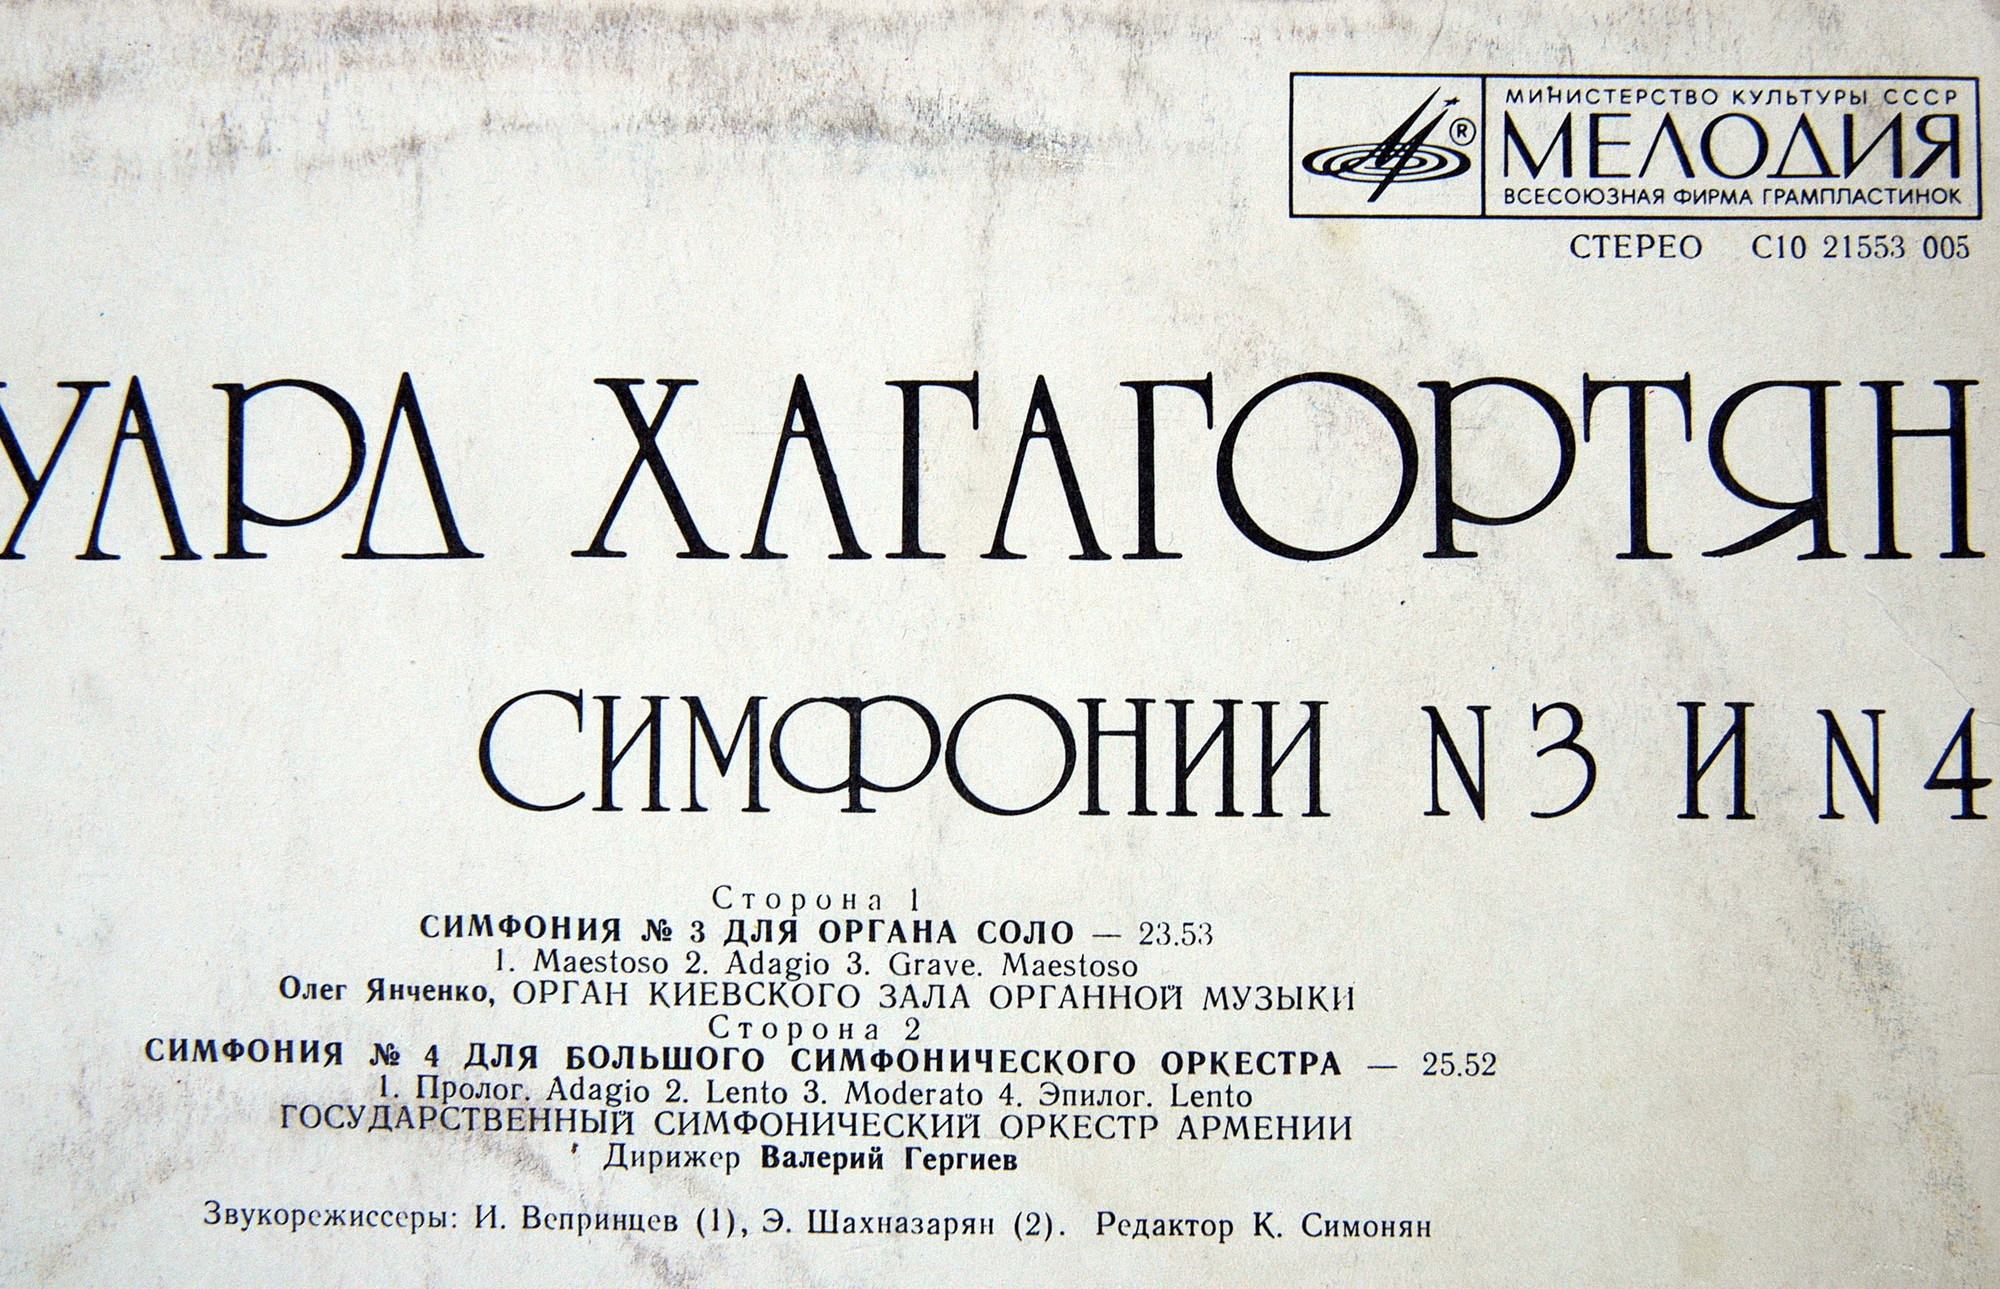 МИНИСТЕРСТВО КУЛЬТУРЫ СССР
МЕЛОДИЯ
ВСЕСОЮЗНАЯ ФИРМА ГРАМПЛАСТИНОК
®
СТЕРЕО С10 21553 005
УАРД ХАГАГОРТЯН
СИМФОНИИ N3 И N4
Сторона 1
СИМФОНИЯ № 3 ДЛЯ ОРГАНА СОЛО — 23.53
1. Maestoso 2. Adagio 3. Grave. Maestoso
Олег Янченко, ОРГАН КИЕВСКОГО ЗАЛА ОРГАННОЙ МУЗЫКИ
Сторона 2
СИМФОНИЯ № 4 ДЛЯ БОЛЬШОГО СИМФОНИЧЕСКОГО ОРКЕСТРА — 25.52
1. Пролог. Adagio 2. Lento 3. Moderato 4. Эпилог. Lento
ГОСУДАРСТВЕННЫЙ СИМФОНИЧЕСКИЙ ОРКЕСТР АРМЕНИИ
Дирижер Валерий Гергиев
Звукорежиссеры: И. Вепринцев (1), Э. Шахназарян (2). Редактор К. Симонян